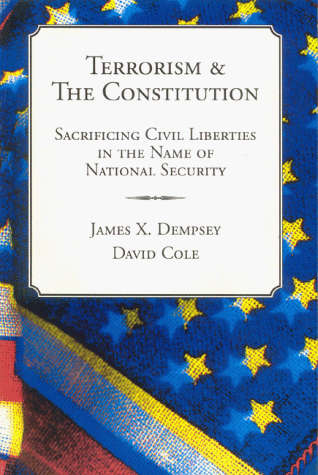 TERRORISM &
THE CONSTITUTION
SACRIFICING CIVIL LIBERTIES
IN THE NAME OF
NATIONAL SECURITY
JAMES X. DEMPSEY
DAVID COLE